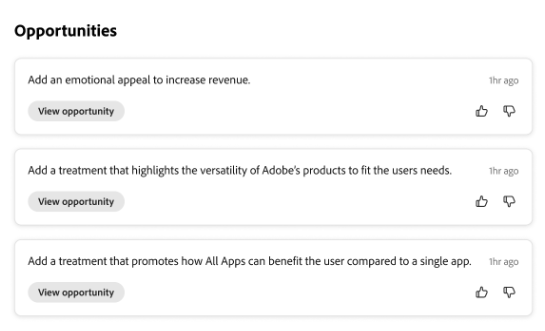 Opportunities
Add an emotional appeal to increase revenue.
1hr ago
View opportunity
Add a treatment that highlights the versatility of Adobe's products to fit the users needs.
1hr ago
View opportunity
Add a treatment that promotes how All Apps can benefit the user compared to a single app.
1hr ago
View opportunity